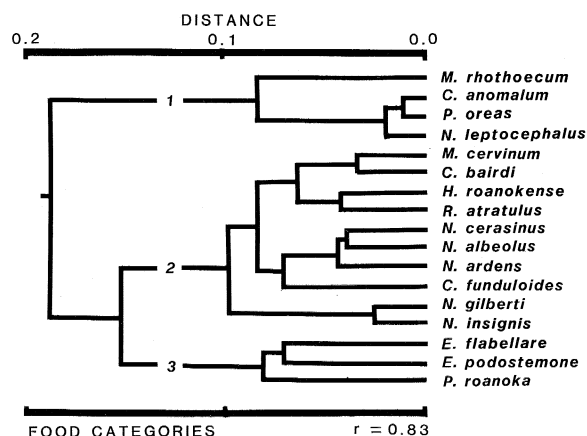 DISTANCE
0.2 0.1 0.0
M. rhothoecum
1
C. anomalum
P. oreas
N. leptocephalus
M. cervinum
C. bairdi
H. roanokense
R. atratulus
N. cerasinus
N. albeolus
2
N. ardens
C. funduloides
N. gilberti
N. insignis
E. flabellare
3
E. podostemone
P. roanoka
FOOD CATEGORIES r = 0.83